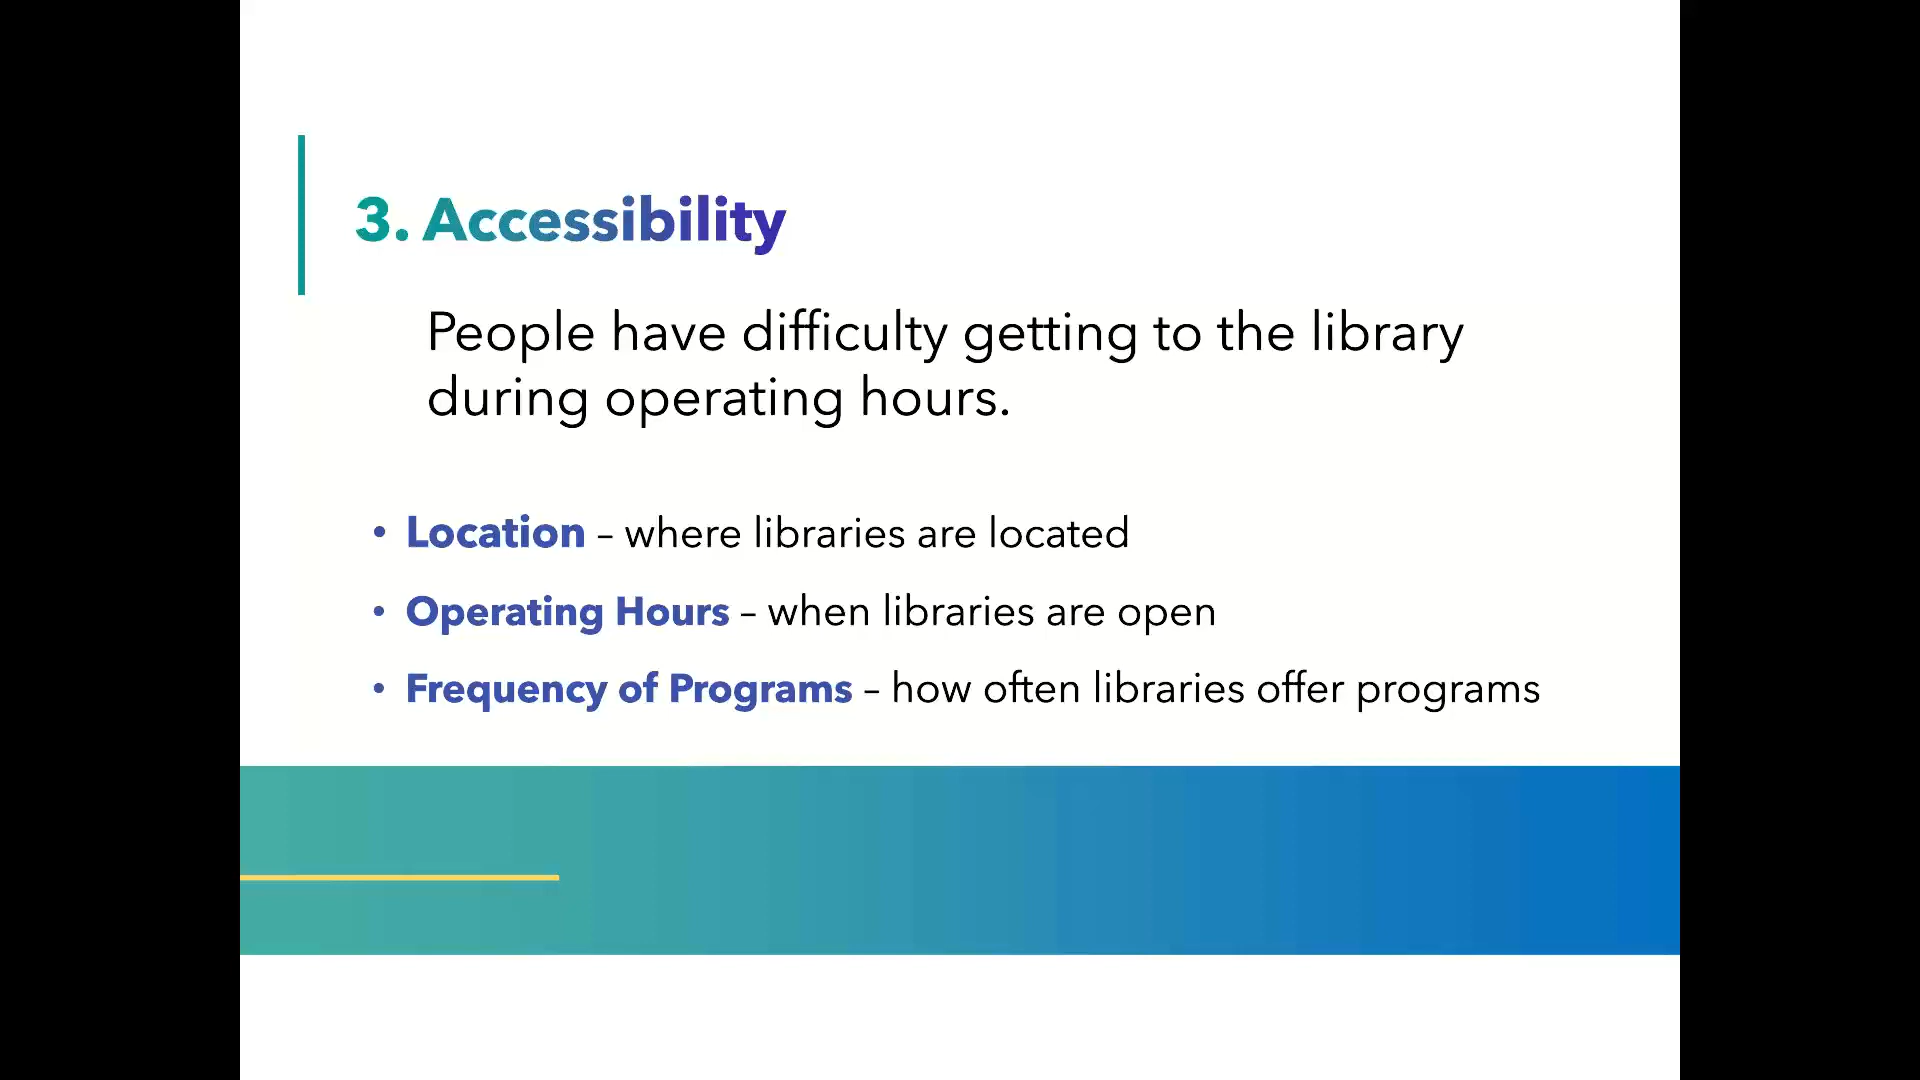 3. Accessibility
People have difficulty getting to the library
during operating hours.
• Location – where libraries are located
• Operating Hours – when libraries are open
• Frequency of Programs – how often libraries offer programs